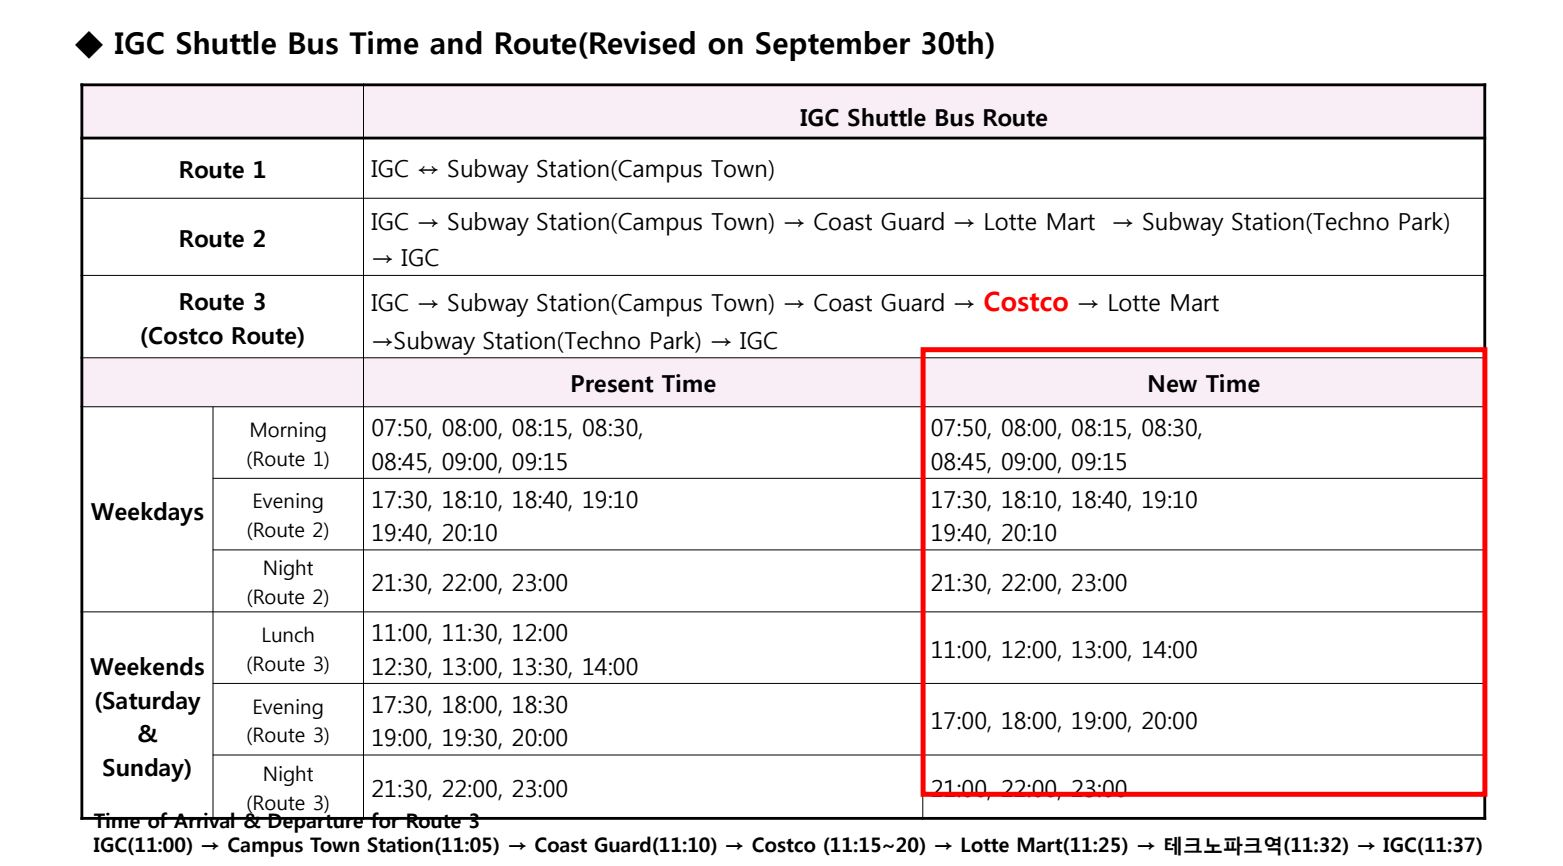 ◆ IGC Shuttle Bus Time and Route(Revised on September 30th)
IGC Shuttle Bus Route
Route 1
IGC ↔ Subway Station(Campus Town)
Route 2
IGC → Subway Station(Campus Town) → Coast Guard → Lotte Mart → Subway Station(Techno Park)
→ IGC
Route 3
(Costco Route)
IGC → Subway Station(Campus Town) → Coast Guard → Costco → Lotte Mart
→Subway Station(Techno Park) → IGC
Present Time
New Time
Weekdays
Morning
(Route 1)
07:50, 08:00, 08:15, 08:30,
08:45, 09:00, 09:15
07:50, 08:00, 08:15, 08:30,
08:45, 09:00, 09:15
Evening
(Route 2)
17:30, 18:10, 18:40, 19:10
19:40, 20:10
17:30, 18:10, 18:40, 19:10
19:40, 20:10
Night
(Route 2)
21:30, 22:00, 23:00
21:30, 22:00, 23:00
Weekends
(Saturday
&
Sunday)
Lunch
(Route 3)
11:00, 11:30, 12:00
12:30, 13:00, 13:30, 14:00
11:00, 12:00, 13:00, 14:00
Evening
(Route 3)
17:30, 18:00, 18:30
19:00, 19:30, 20:00
17:00, 18:00, 19:00, 20:00
Night
(Route 3)
21:30, 22:00, 23:00
21:00, 22:00, 23:00
Time of Arrival & Departure for Route 3
IGC(11:00) → Campus Town Station(11:05) → Coast Guard(11:10) → Costco (11:15~20) → Lotte Mart(11:25) → 테크노파크역(11:32) → IGC(11:37)